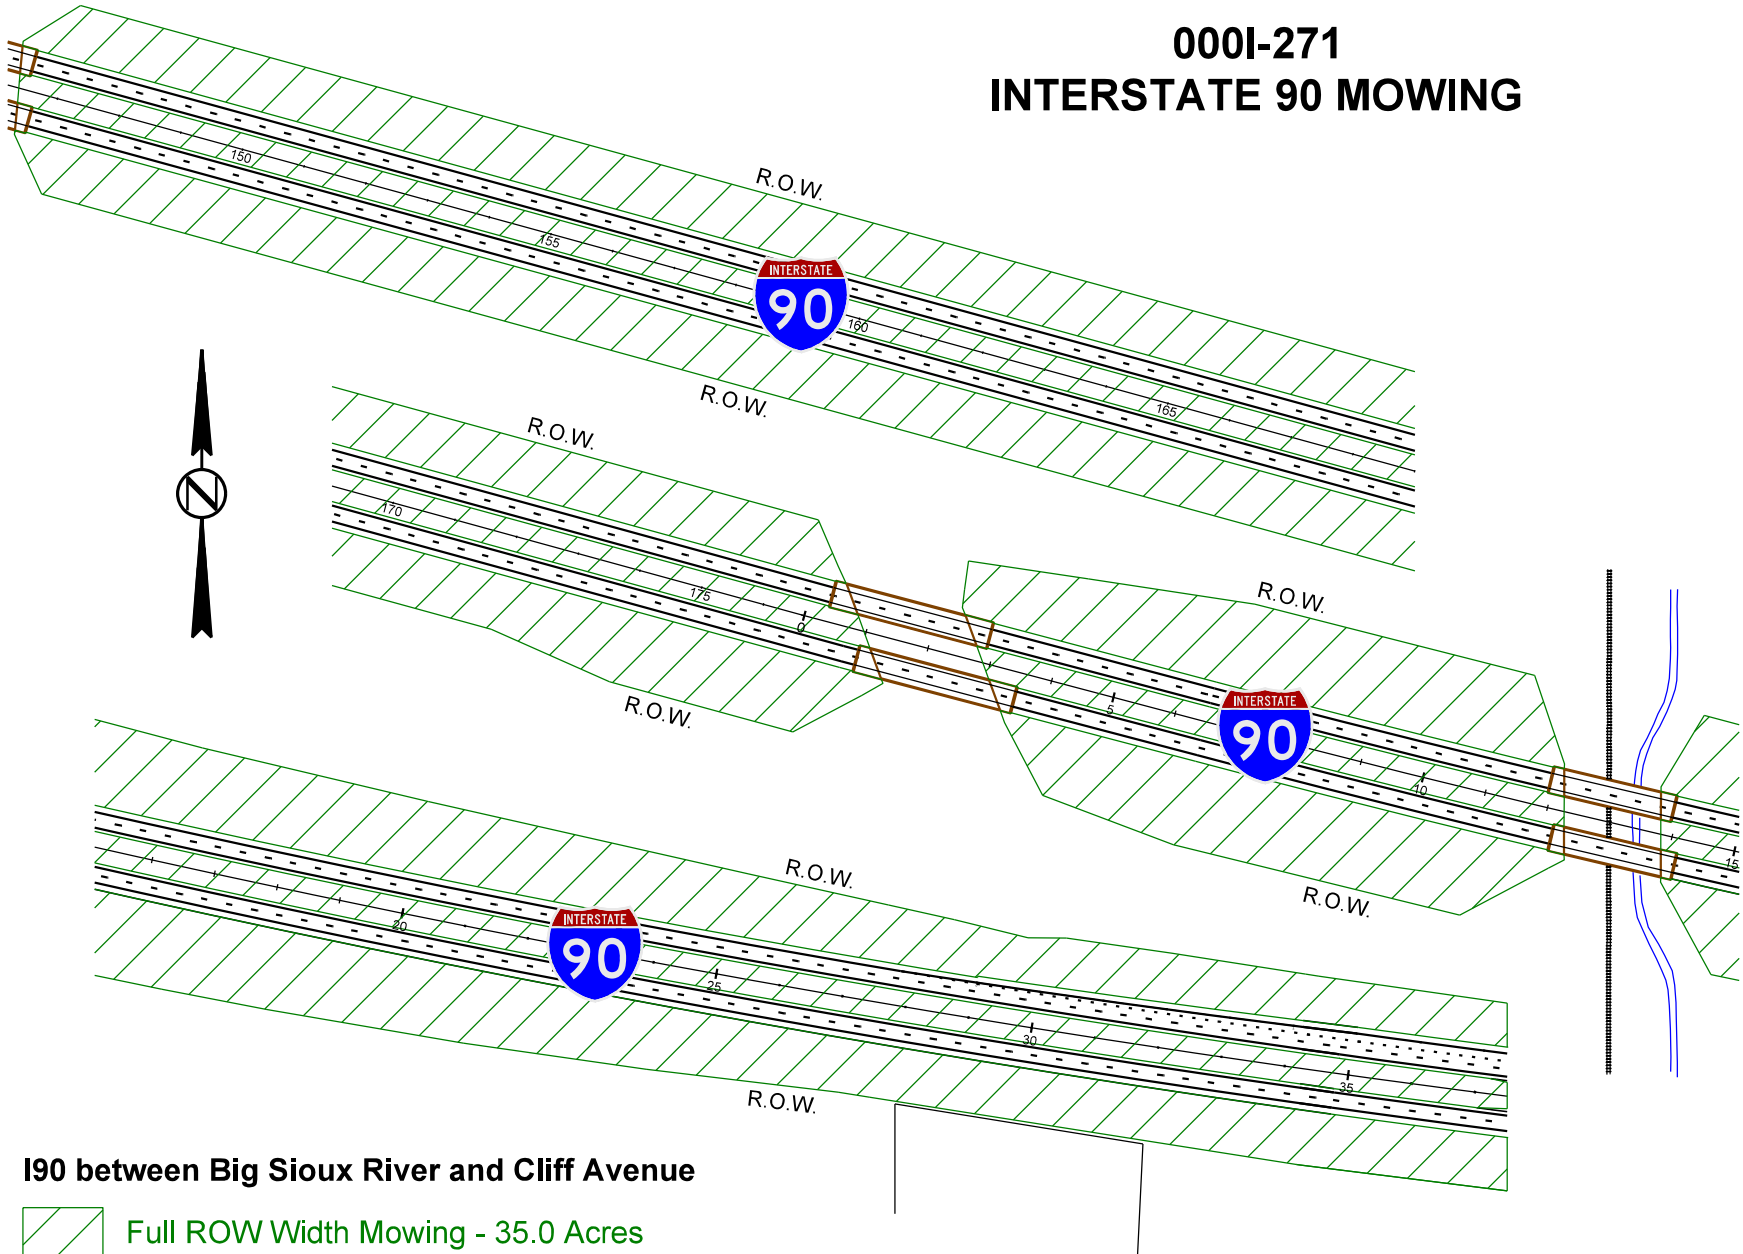 000I-271
INTERSTATE 90 MOWING
R.O.W.
150
155
INTERSTATE
90
160
165
R.O.W.
R.O.W.
170
175
0
R.O.W.
R.O.W.
5
INTERSTATE
90
10
15
R.O.W.
R.O.W.
20
INTERSTATE
90
25
30
35
R.O.W.
N
I90 between Big Sioux River and Cliff Avenue
Full ROW Width Mowing - 35.0 Acres